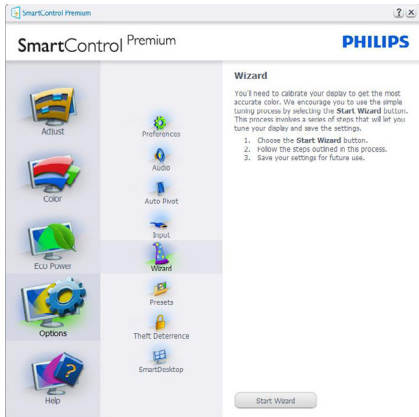 SmartControl Premium
SmartControl Premium
PHILIPS
Adjust
Color
Eco Power
Options
Help
Preferences
Audio
Auto Pivot
Input
Wizard
Presets
Theft Deterrence
SmartDesktop
Wizard
You'll need to calibrate your display to get the most
accurate color. We encourage you to use the simple
tuning process by selecting the Start Wizard button.
This process involves a series of steps that will let you
tune your display and save the settings.
1. Choose the Start Wizard button.
2. Follow the steps outlined in this process.
3. Save your settings for future use.
Start Wizard